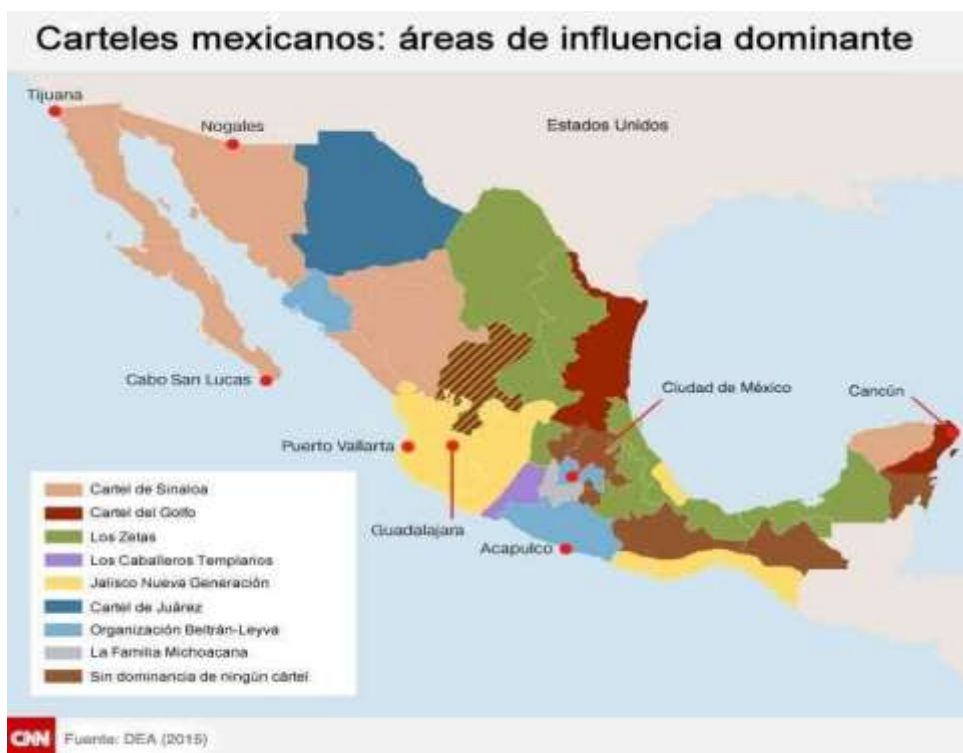 Carteles mexicanos: áreas de influencia dominante
Tijuana
Nogales
Estados Unidos
Cabo San Lucas
Ciudad de México
Cancún
Puerto Vallarta
Guadalajara
Acapulco
Cartel de Sinaloa
Cartel del Golfo
Los Zetas
Los Caballeros Templarios
Jalisco Nueva Generación
Cartel de Juárez
Organización Beltrán-Leyva
La Familia Michoacana
Sin dominancia de ningún cártel
CNN Fuente: DEA (2015)